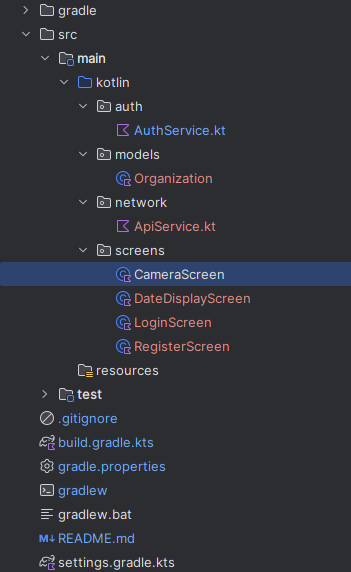 gradle
src
main
kotlin
auth
AuthService.kt
models
Organization
network
ApiService.kt
screens
CameraScreen
DateDisplayScreen
LoginScreen
RegisterScreen
resources
test
.gitignore
build.gradle.kts
gradle.properties
gradlew
gradlew.bat
M↓ README.md
settings.gradle.kts